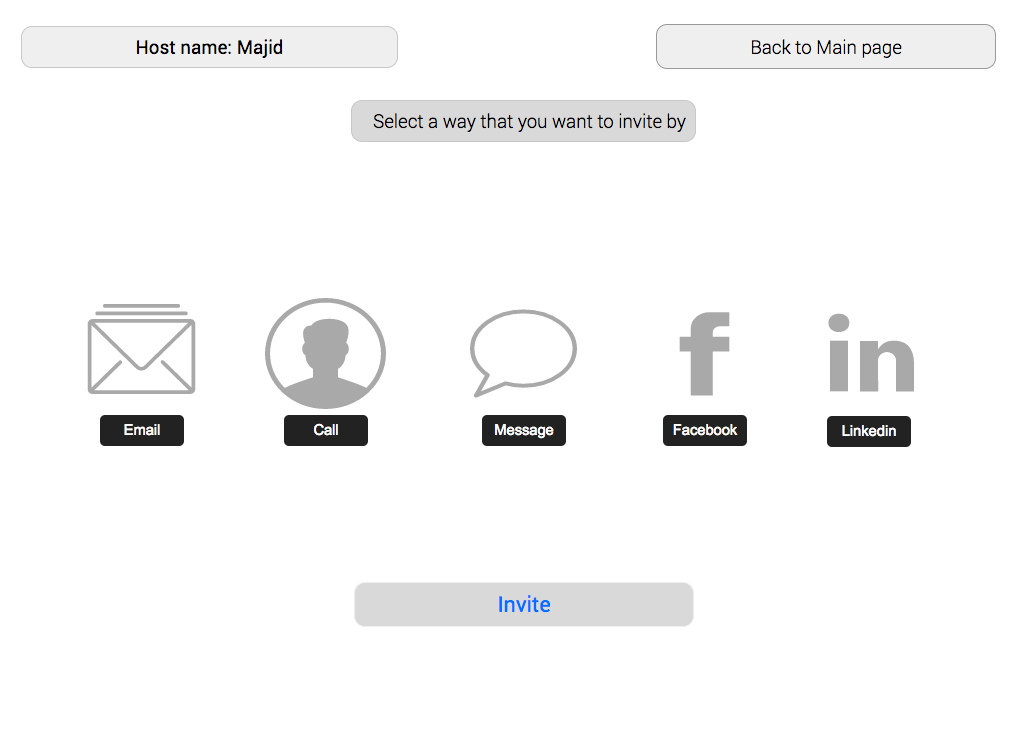 Host name: Majid
Back to Main page
Select a way that you want to invite by
Email
Call
Message
Facebook
Linkedin
Invite